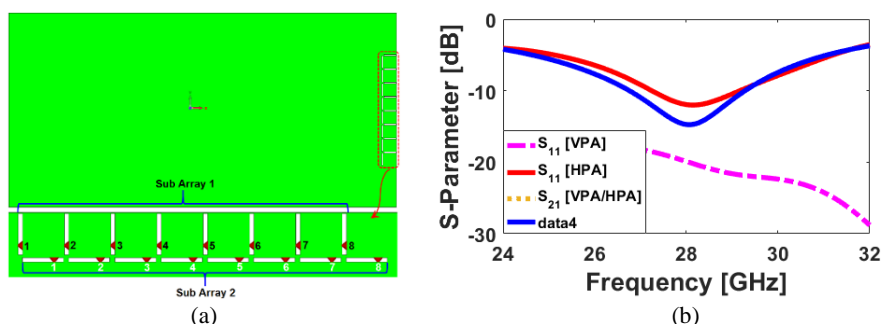 Sub Array 1
1 2 3 4 5 6 7 8
1 2 3 4 5 6 7 8
Sub Array 2
(a)
S-Parameter [dB]
0
-10
-20
-30
S11 [VPA]
S11 [HPA]
S21 [VPA/HPA]
data4
24 26 28 30 32
Frequency [GHz]
(b)